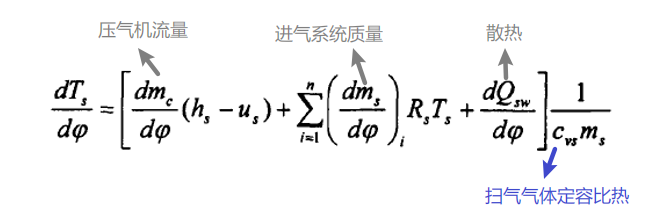 压气机流量 进气系统质量 散热
dT_s/dφ = [ dm_c/dφ (h_s − u_s) + ∑_{i=1}^{n} ( dm_s/dφ )_i R_s T_s + dQ_sw/dφ ] 1/(c_vs m_s)
扫气气体定容比热